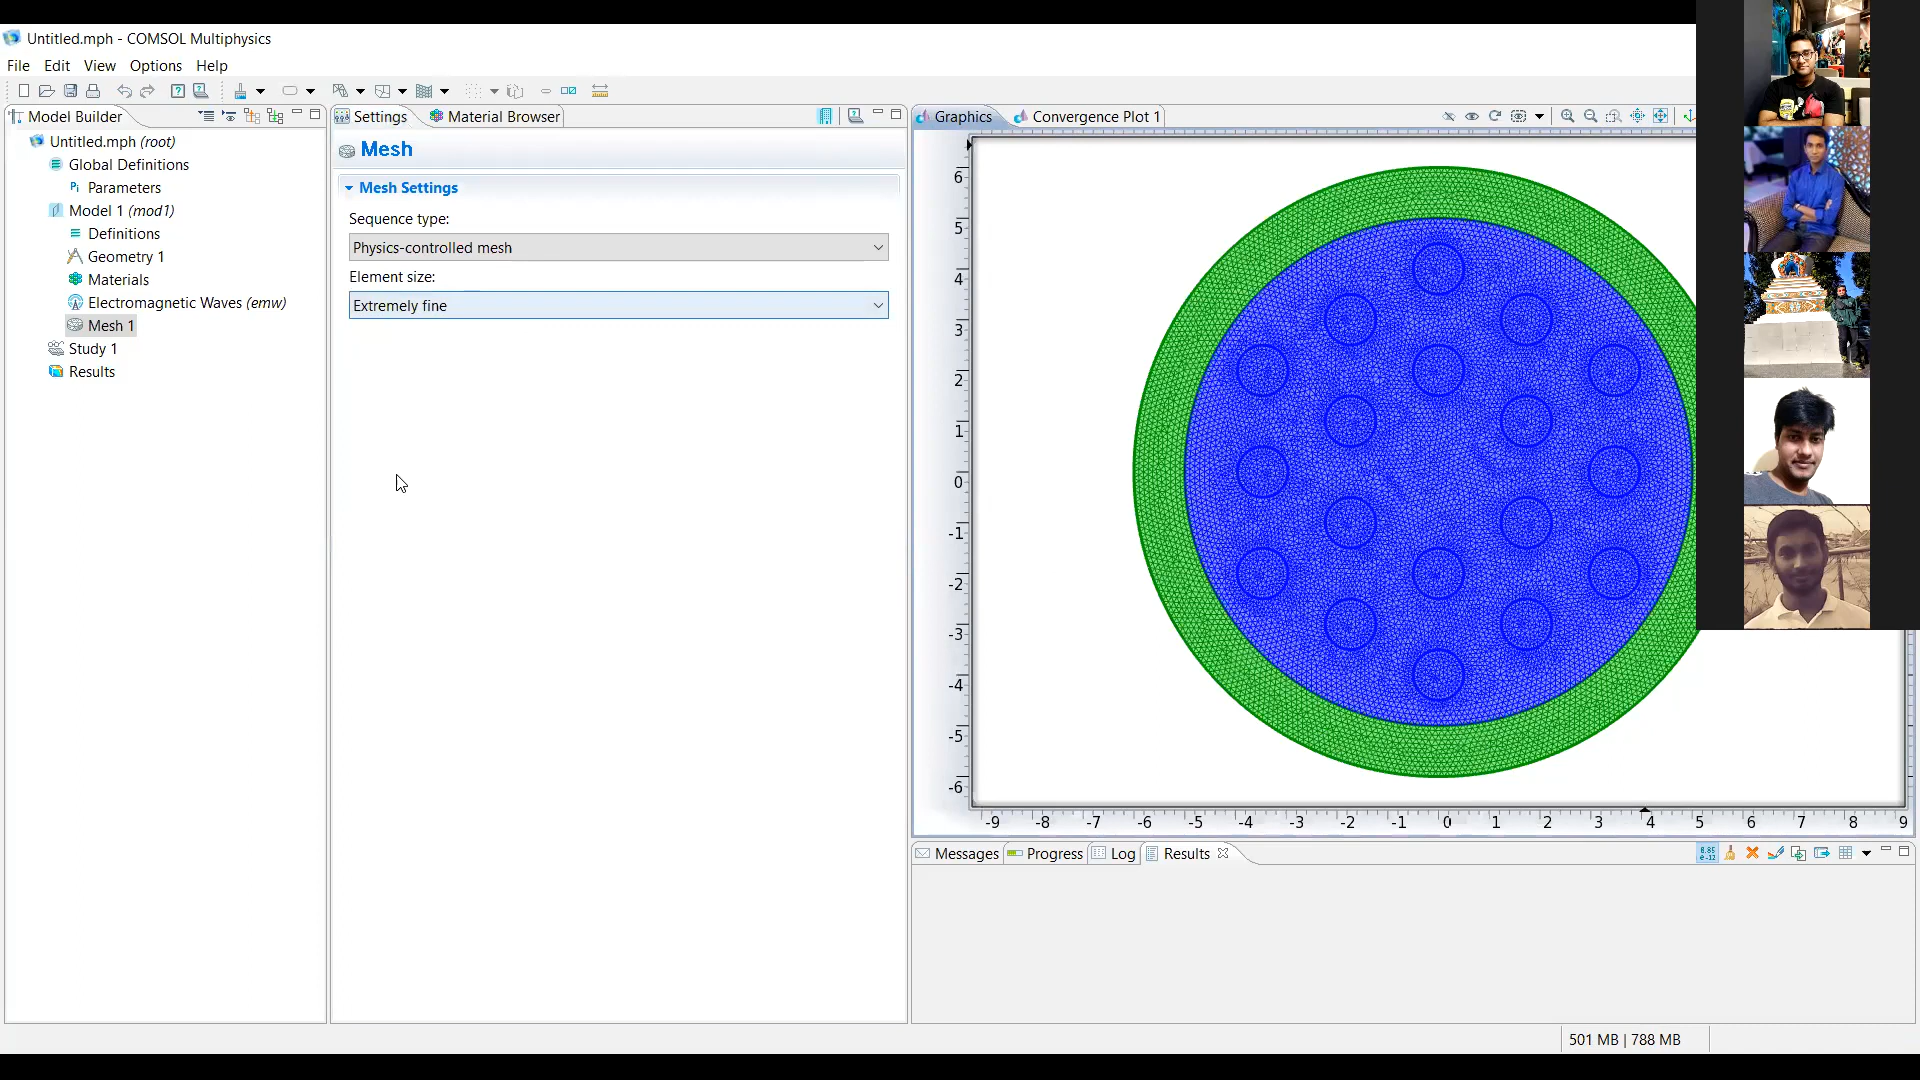 Untitled.mph - COMSOL Multiphysics
File Edit View Options Help
Model Builder
Untitled.mph (root)
Global Definitions
Pi Parameters
Model 1 (mod1)
Definitions
Geometry 1
Materials
Electromagnetic Waves (emw)
Mesh 1
Study 1
Results
Settings Material Browser
Mesh
Mesh Settings
Sequence type:
Physics-controlled mesh
Element size:
Extremely fine
Graphics Convergence Plot 1
6
5
4
3
2
1
0
-1
-2
-3
-4
-5
-6
-9 -8 -7 -6 -5 -4 -3 -2 -1 0 1 2 3 4 5 6 7 8 9
Messages Progress Log Results
8.85
e-12
501 MB | 788 MB